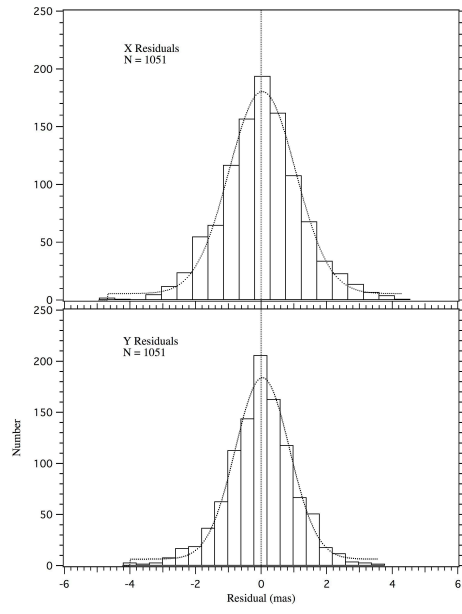 250
X Residuals
N = 1051
200
150
100
50
0
250
Y Residuals
N = 1051
200
150
Number
100
50
0
-6 -4 -2 0 2 4 6
Residual (mas)